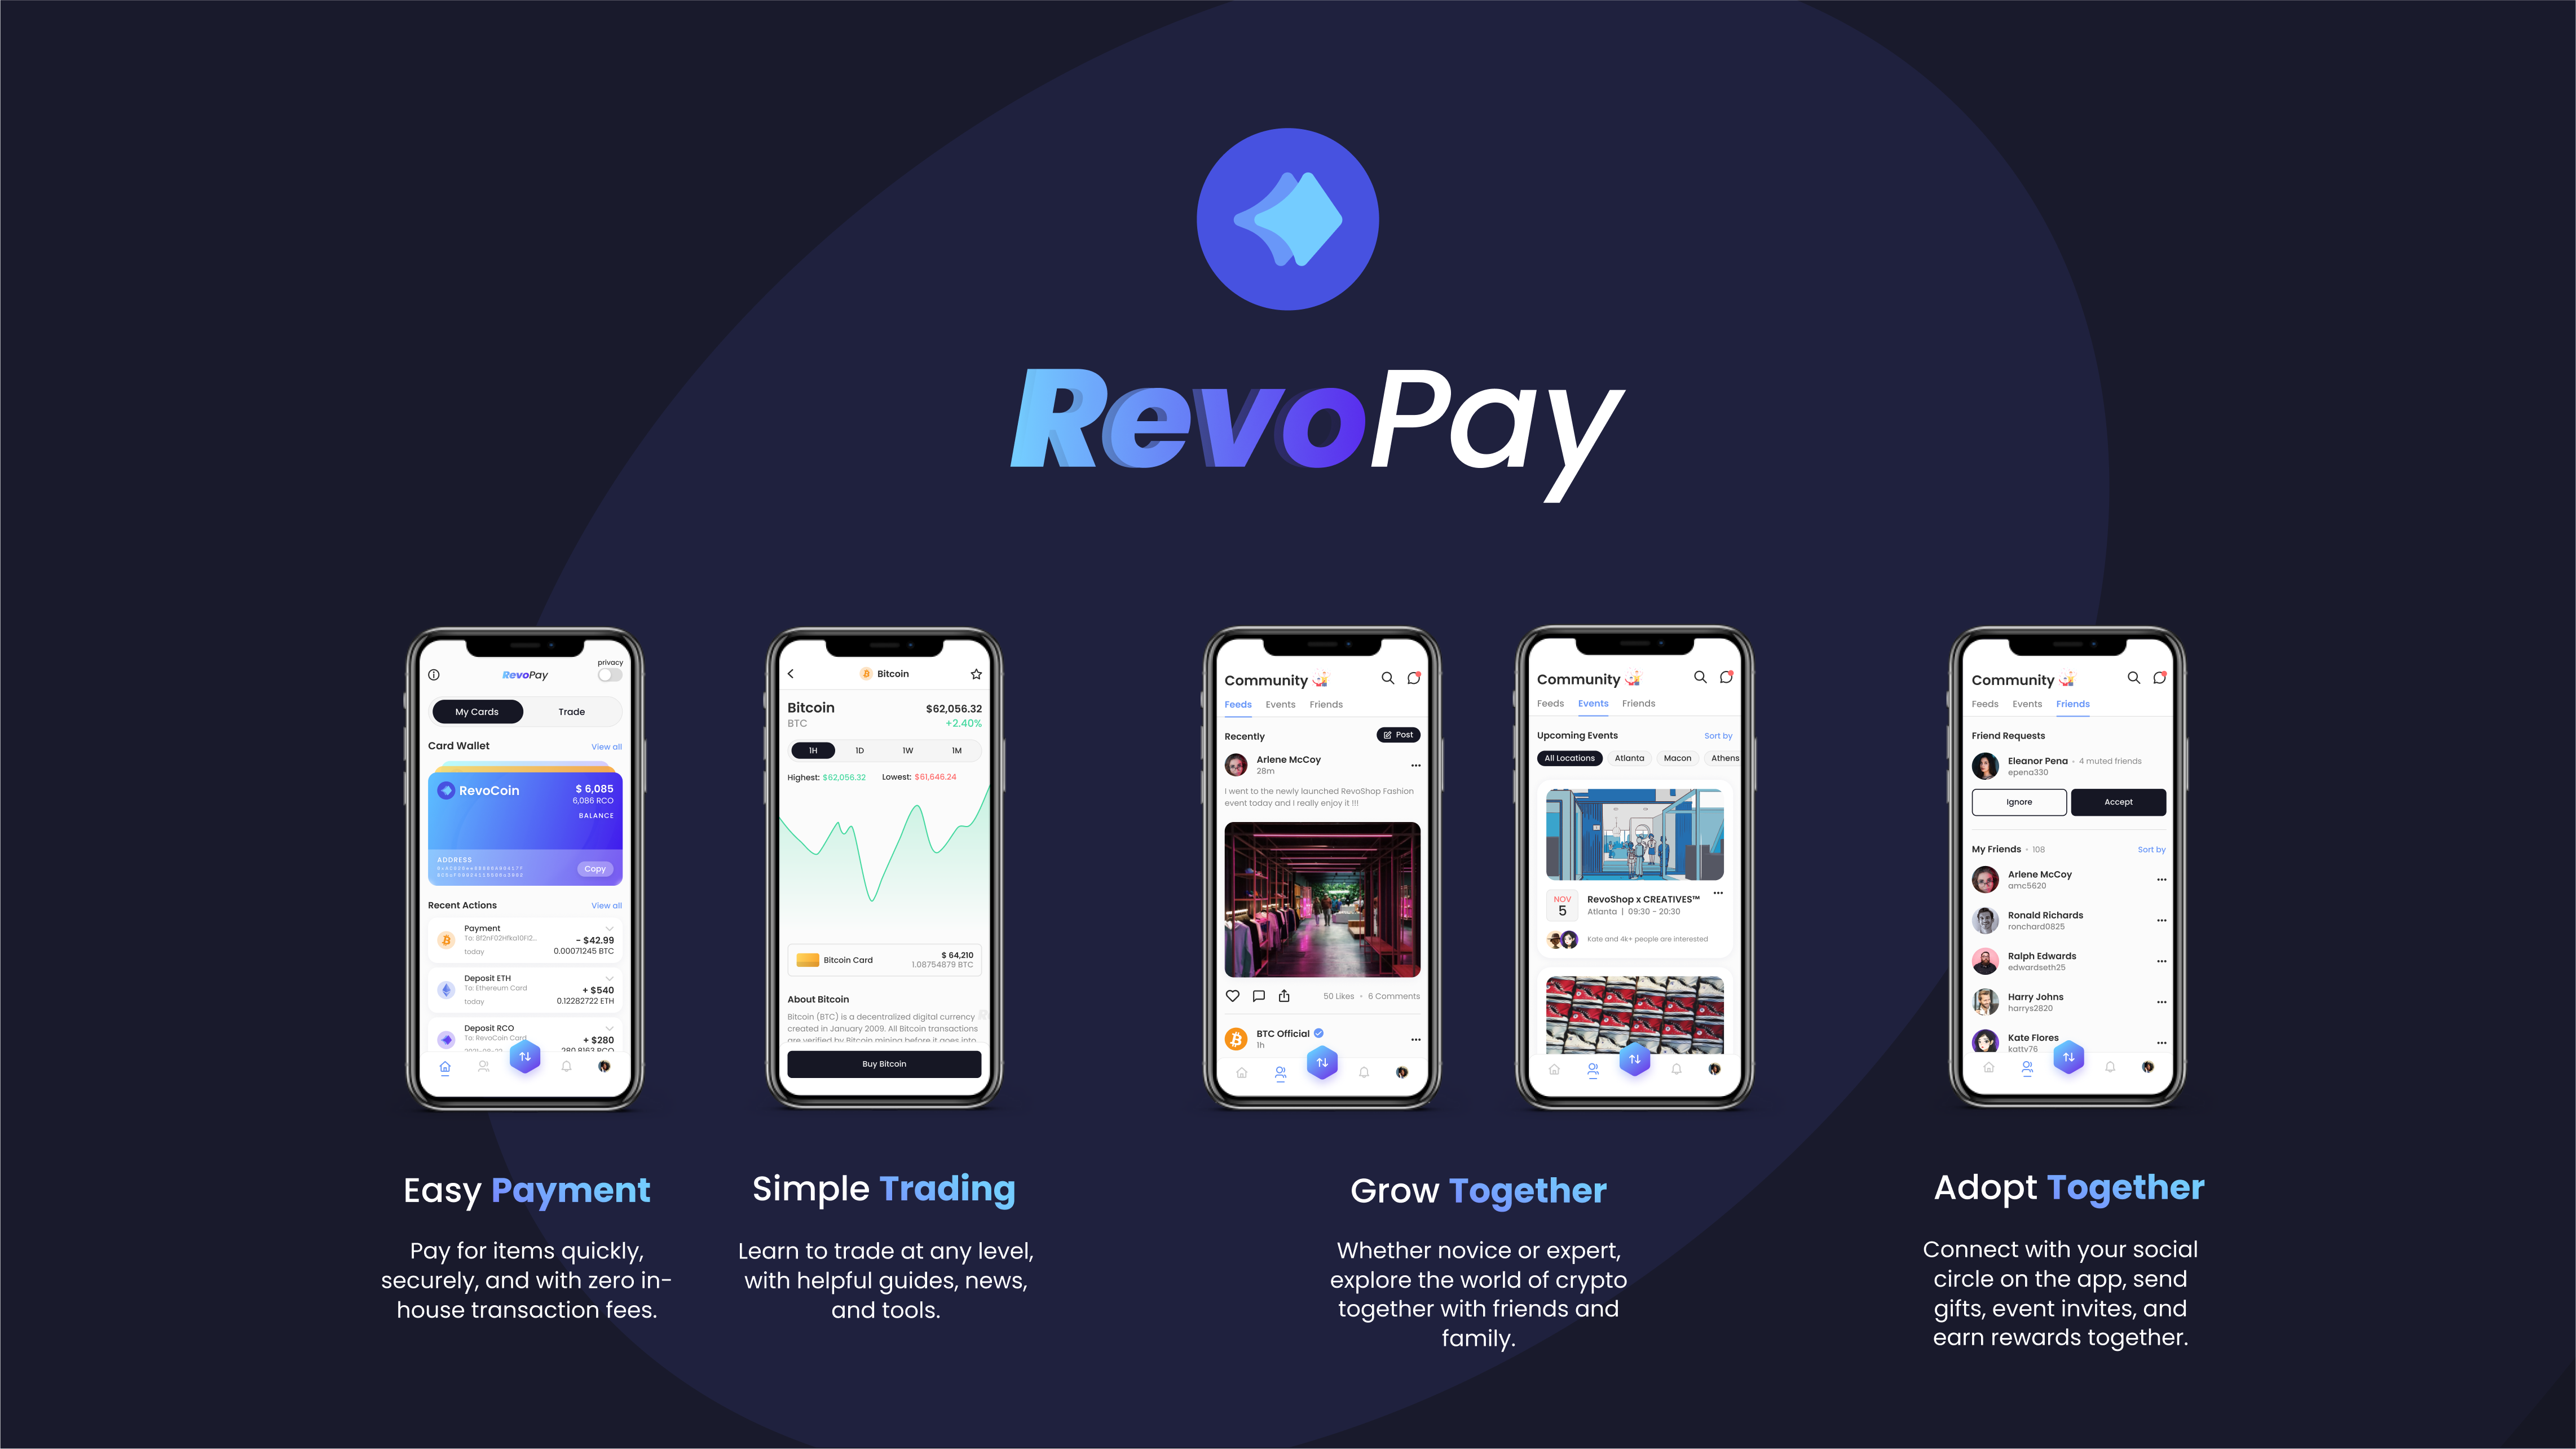 RevoPay
privacy
RevoPay
My Cards
Trade
Card Wallet
View all
RevoCoin
$ 6,085
6,086 RCO
BALANCE
ADDRESS
Copy
Recent Actions
View all
Payment
- $42.99
today
0.00071245 BTC
Deposit ETH
To: Ethereum Card
+ $540
today
0.12282722 ETH
Deposit RCO
To: RevoCoin Card
+ $280
Bitcoin
Bitcoin
$62,056.32
BTC
+2.40%
1H
1D
1W
1M
Highest: $62,056.32
Lowest: $61,646.24
Bitcoin Card
$ 64,210
1.08754879 BTC
About Bitcoin
Bitcoin (BTC) is a decentralized digital currency
created in January 2009. All Bitcoin transactions
are verified by Bitcoin mining before it goes into
Buy Bitcoin
Community
Feeds
Events
Friends
Recently
Post
Arlene McCoy
28m
I went to the newly launched RevoShop Fashion
event today and I really enjoy it !!!
50 Likes • 6 Comments
BTC Official
1h
Community
Feeds
Events
Friends
Upcoming Events
Sort by
All Locations
Atlanta
Macon
Athens
NOV
5
RevoShop x CREATIVES™
Atlanta | 09:30 - 20:30
Kate and 4k+ people are interested
Community
Feeds
Events
Friends
Friend Requests
Eleanor Pena • 4 muted friends
epena330
Ignore
Accept
My Friends • 108
Sort by
Arlene McCoy
amc5620
Ronald Richards
ronchard0825
Ralph Edwards
edwardseth25
Harry Johns
harrys2820
Kate Flores
katty76
Easy Payment
Pay for items quickly,
securely, and with zero in-
house transaction fees.
Simple Trading
Learn to trade at any level,
with helpful guides, news,
and tools.
Grow Together
Whether novice or expert,
explore the world of crypto
together with friends and
family.
Adopt Together
Connect with your social
circle on the app, send
gifts, event invites, and
earn rewards together.